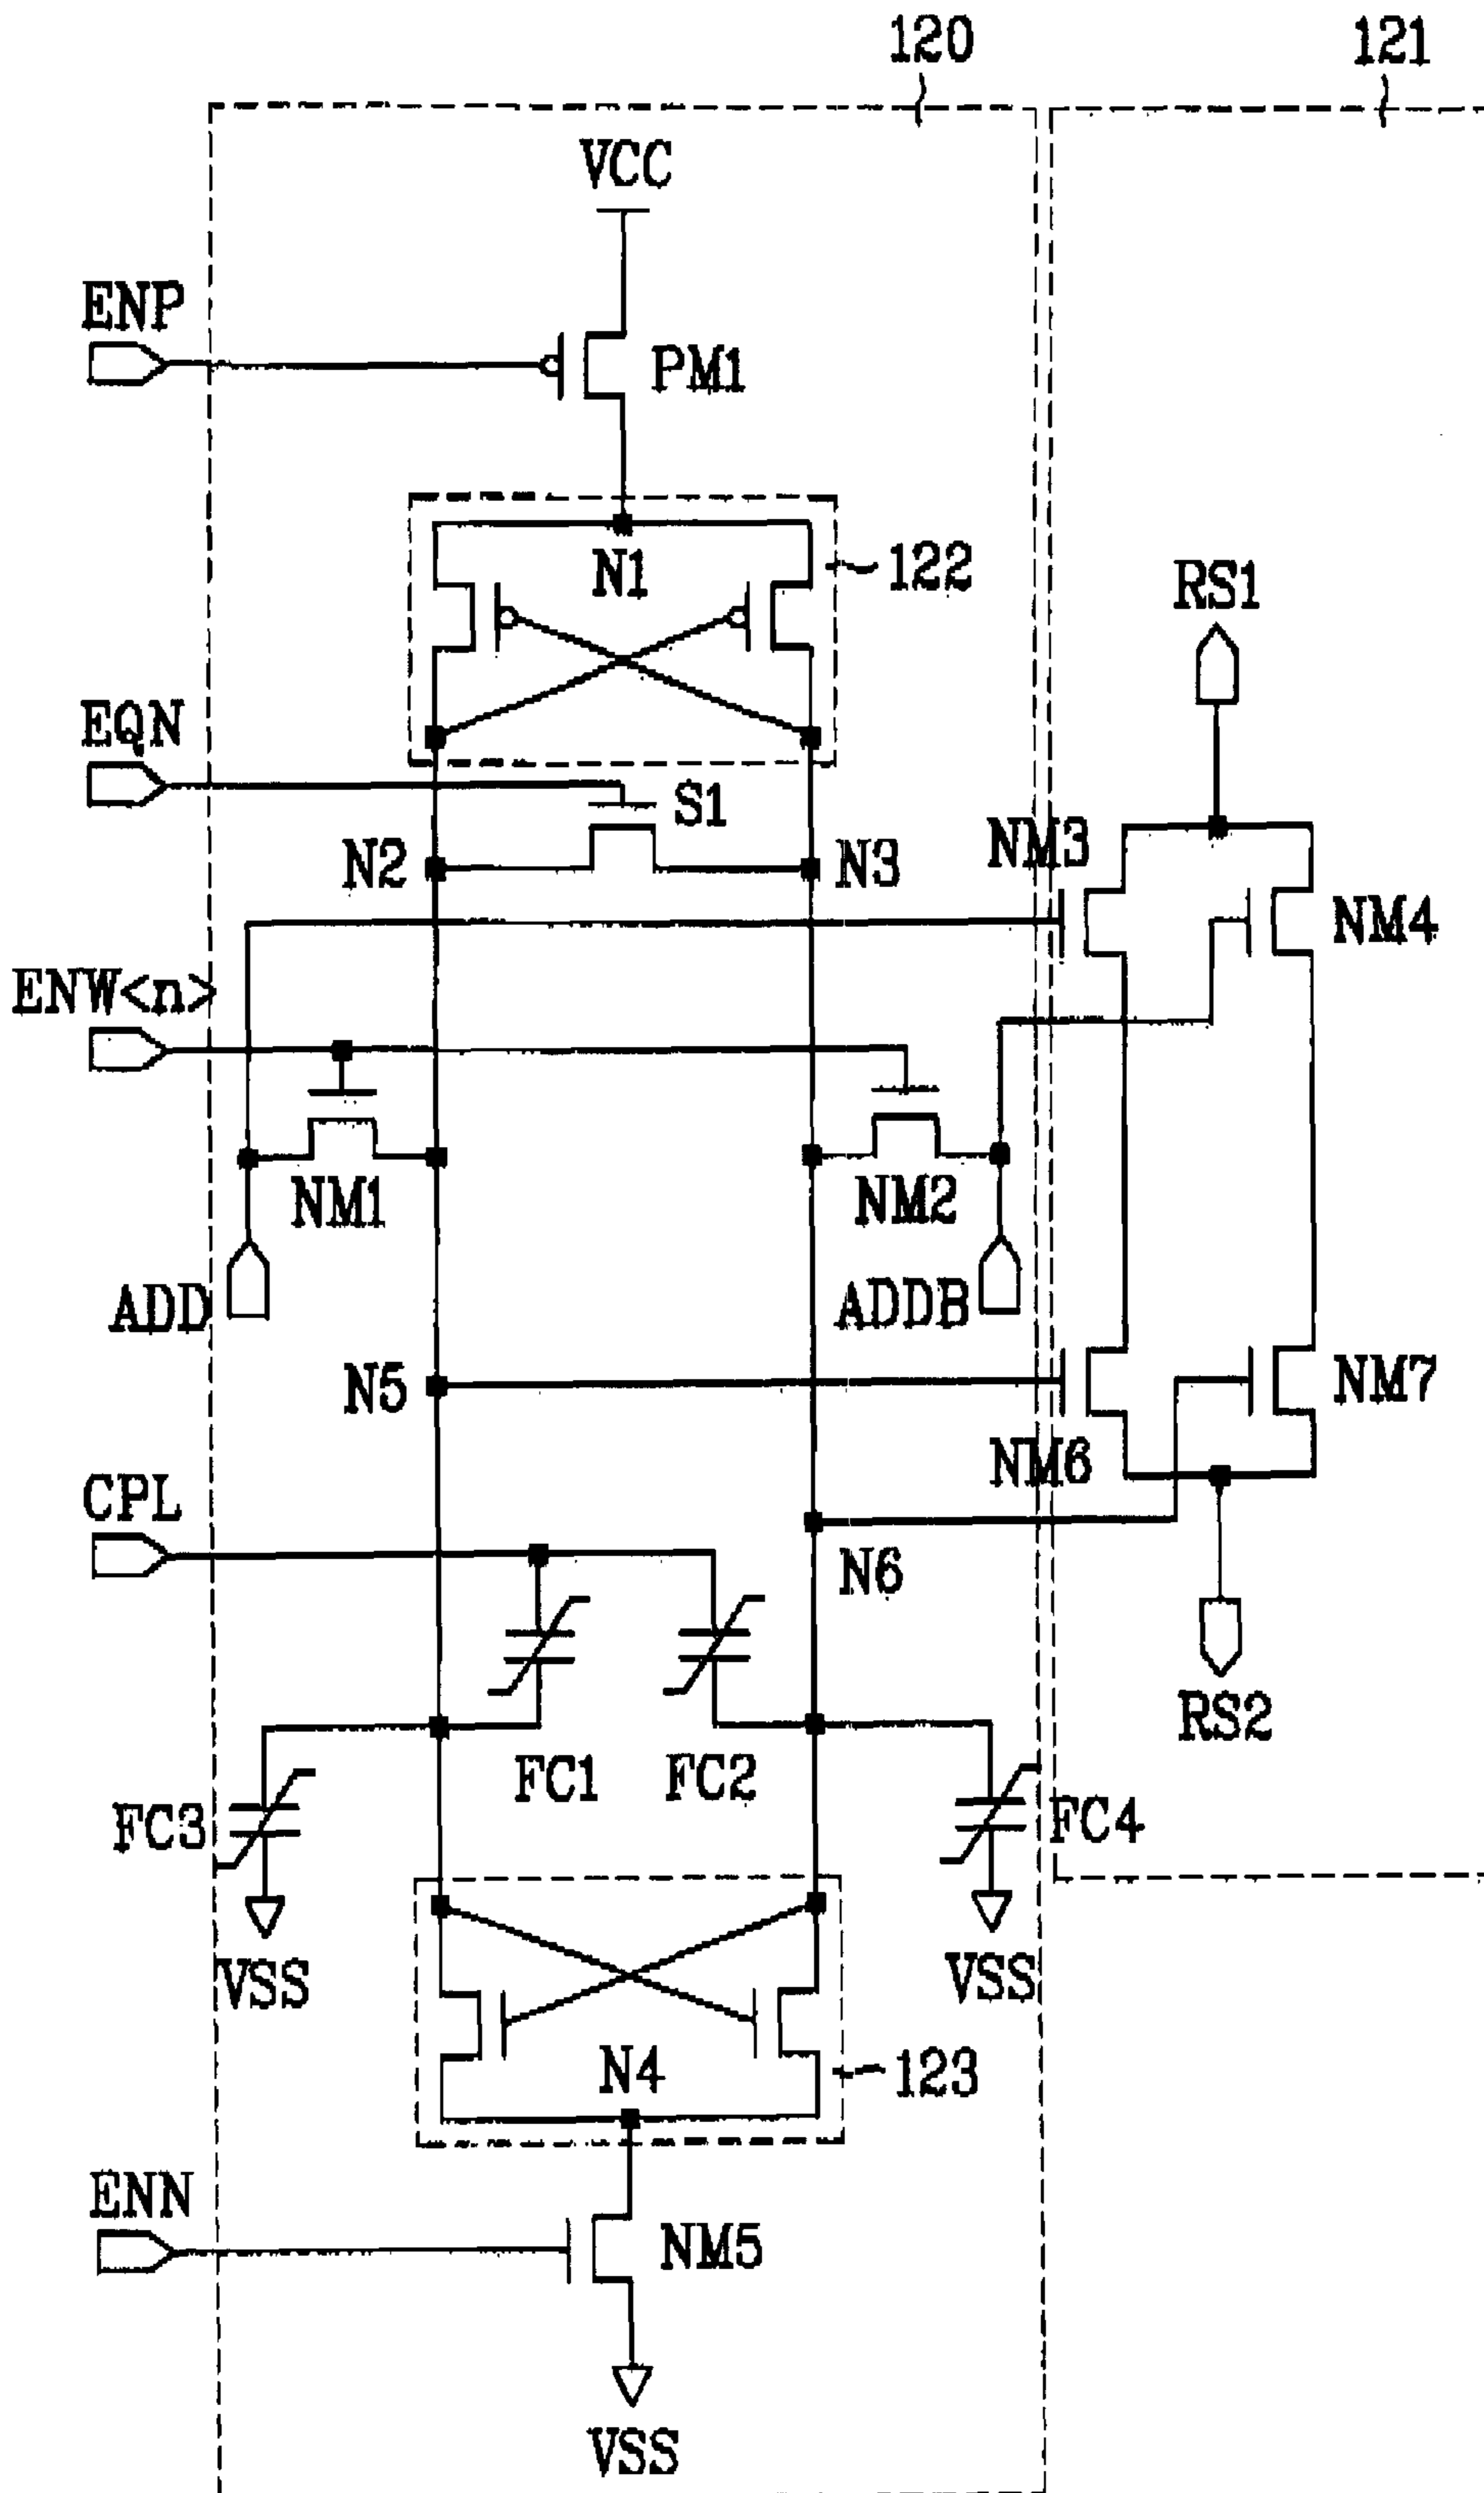 120
121
VCC
ENP
PM1
N1
122
RS1
EQN
S1
N2
N3
NM3
NM4
ENW<n>
NM1
NM2
ADD
ADDB
N5
NM7
NM6
CPL
N6
RS2
FC1
FC2
FC3
FC4
VSS
VSS
N4
123
ENN
NM5
VSS